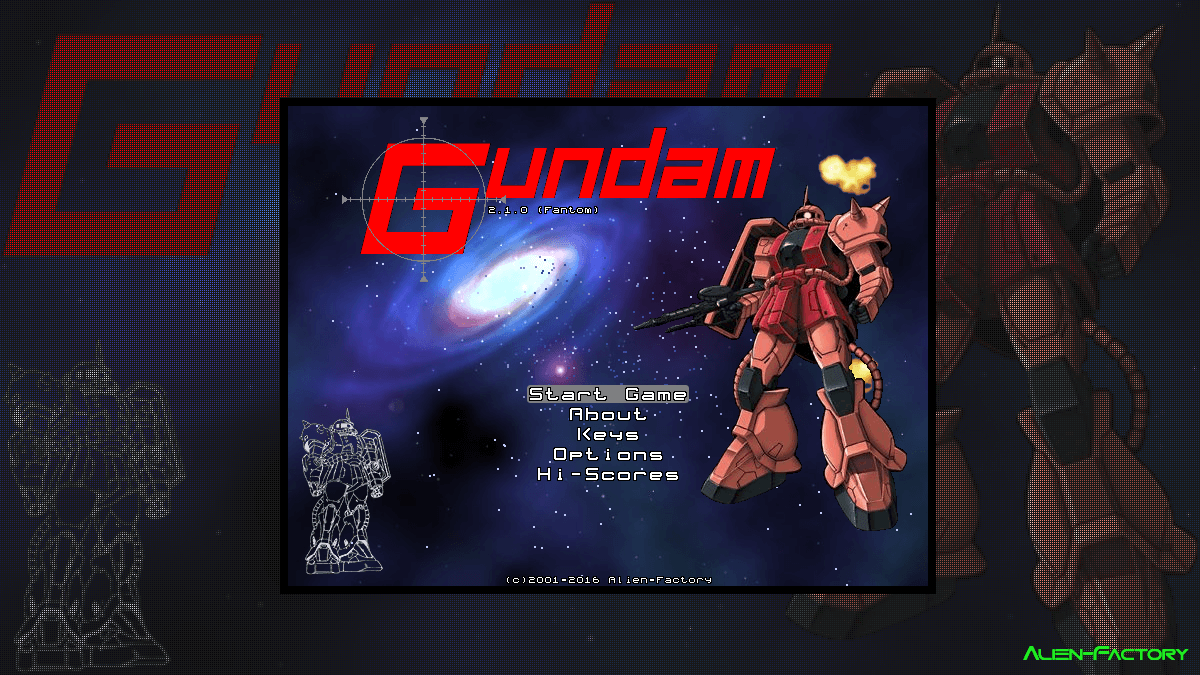 Gundam
Gundam
2.1.0 (Fantom)
Start Game
About
Keys
Options
Hi-Scores
(c)2001-2016 Alien-Factory
Alien-Factory